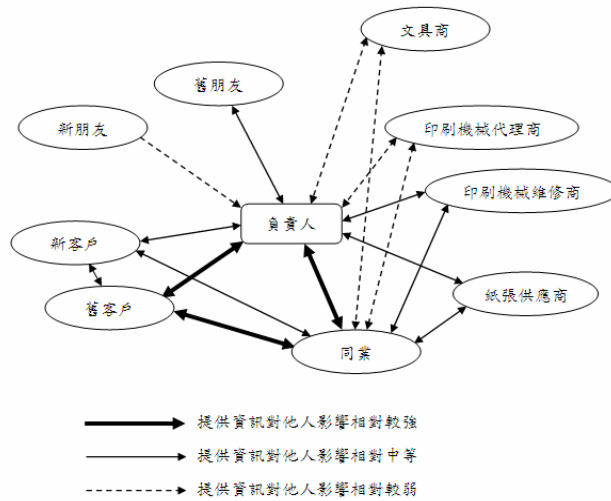 文具商
舊朋友
新朋友
印刷機械代理商
印刷機械維修商
負責人
新客戶
舊客戶
紙張供應商
同業
提供資訊對他人影響相對較強
提供資訊對他人影響相對中等
提供資訊對他人影響相對較弱